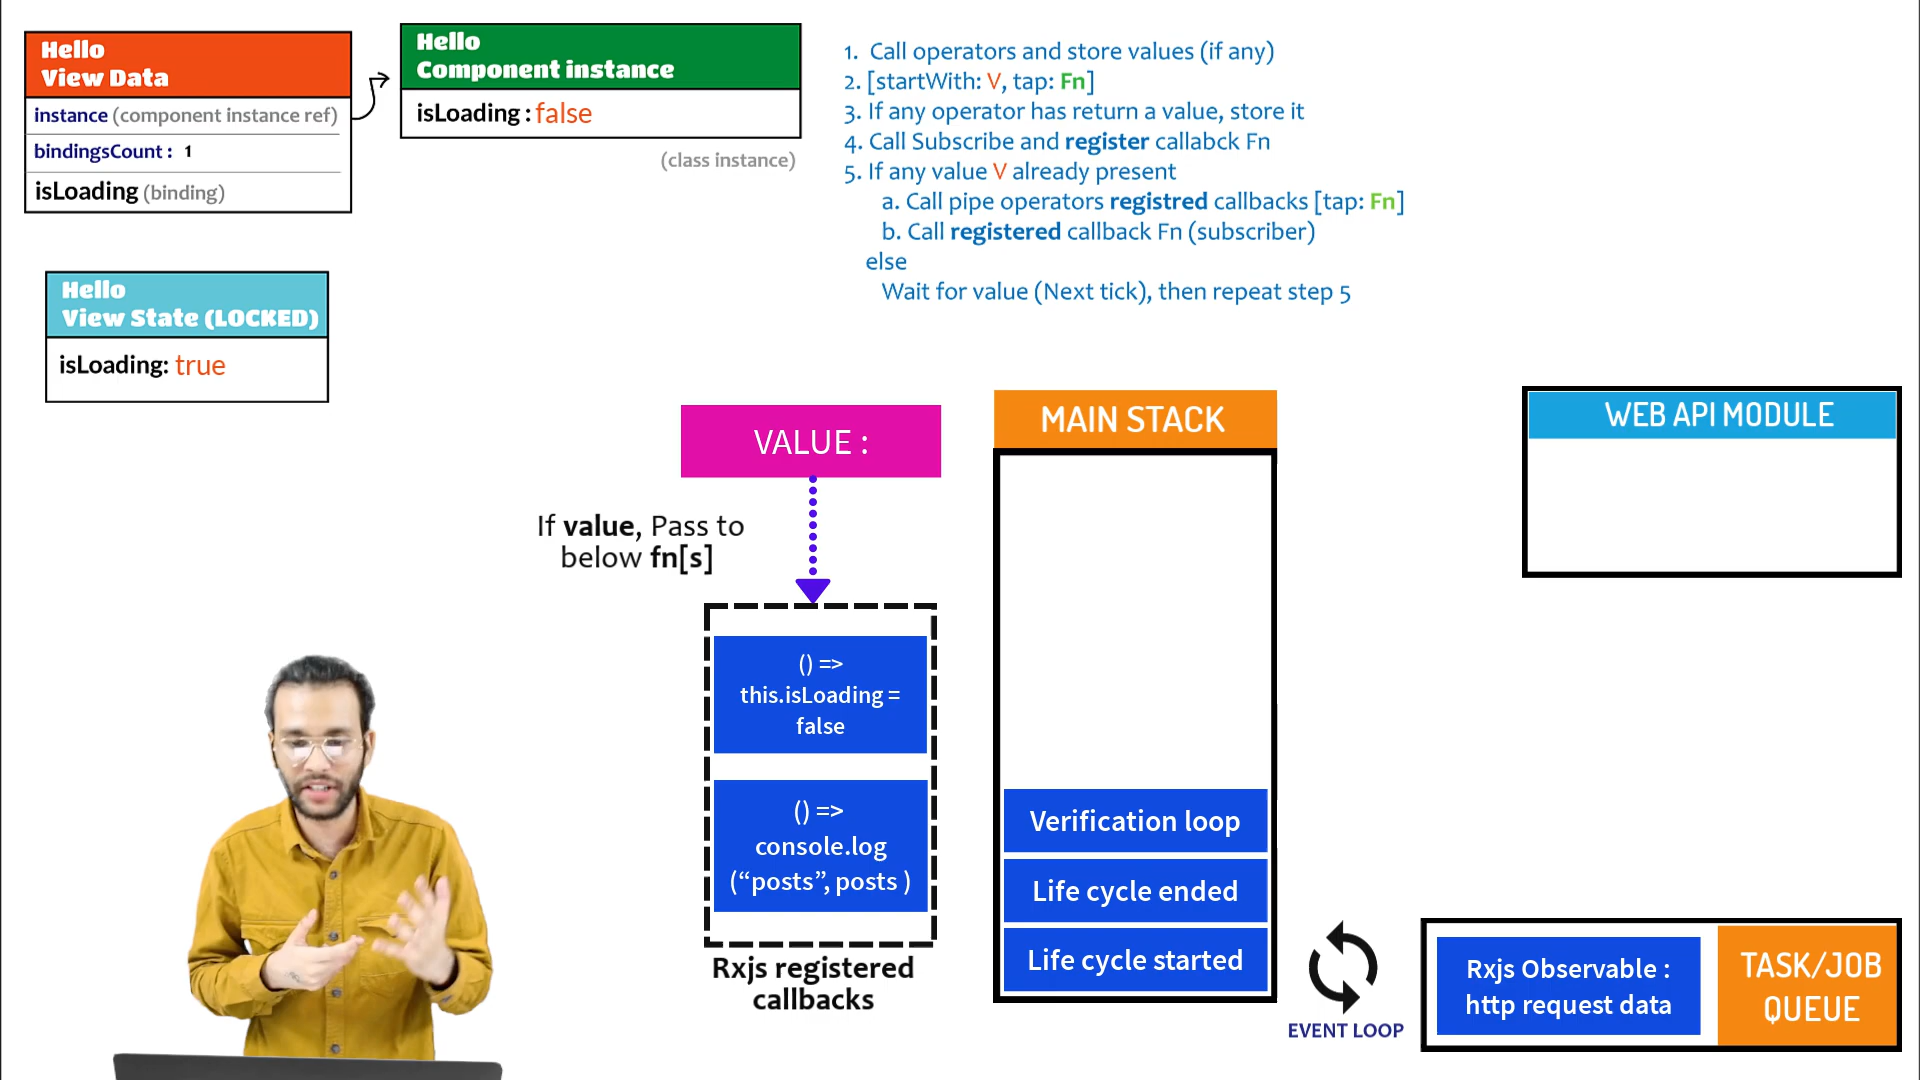 Hello
View Data
instance (component instance ref)
bindingsCount : 1
isLoading (binding)
Hello
Component instance
isLoading : false
(class instance)
1. Call operators and store values (if any)
2. [startWith: V, tap: Fn]
3. If any operator has return a value, store it
4. Call Subscribe and register callabck Fn
5. If any value V already present
a. Call pipe operators registred callbacks [tap: Fn]
b. Call registered callback Fn (subscriber)
else
Wait for value (Next tick), then repeat step 5
Hello
View State (LOCKED)
isLoading: true
VALUE :
If value, Pass to
below fn[s]
() =>
this.isLoading =
false
() =>
console.log
(“posts”, posts )
Rxjs registered
callbacks
MAIN STACK
Verification loop
Life cycle ended
Life cycle started
WEB API MODULE
EVENT LOOP
Rxjs Observable :
http request data
TASK/JOB
QUEUE